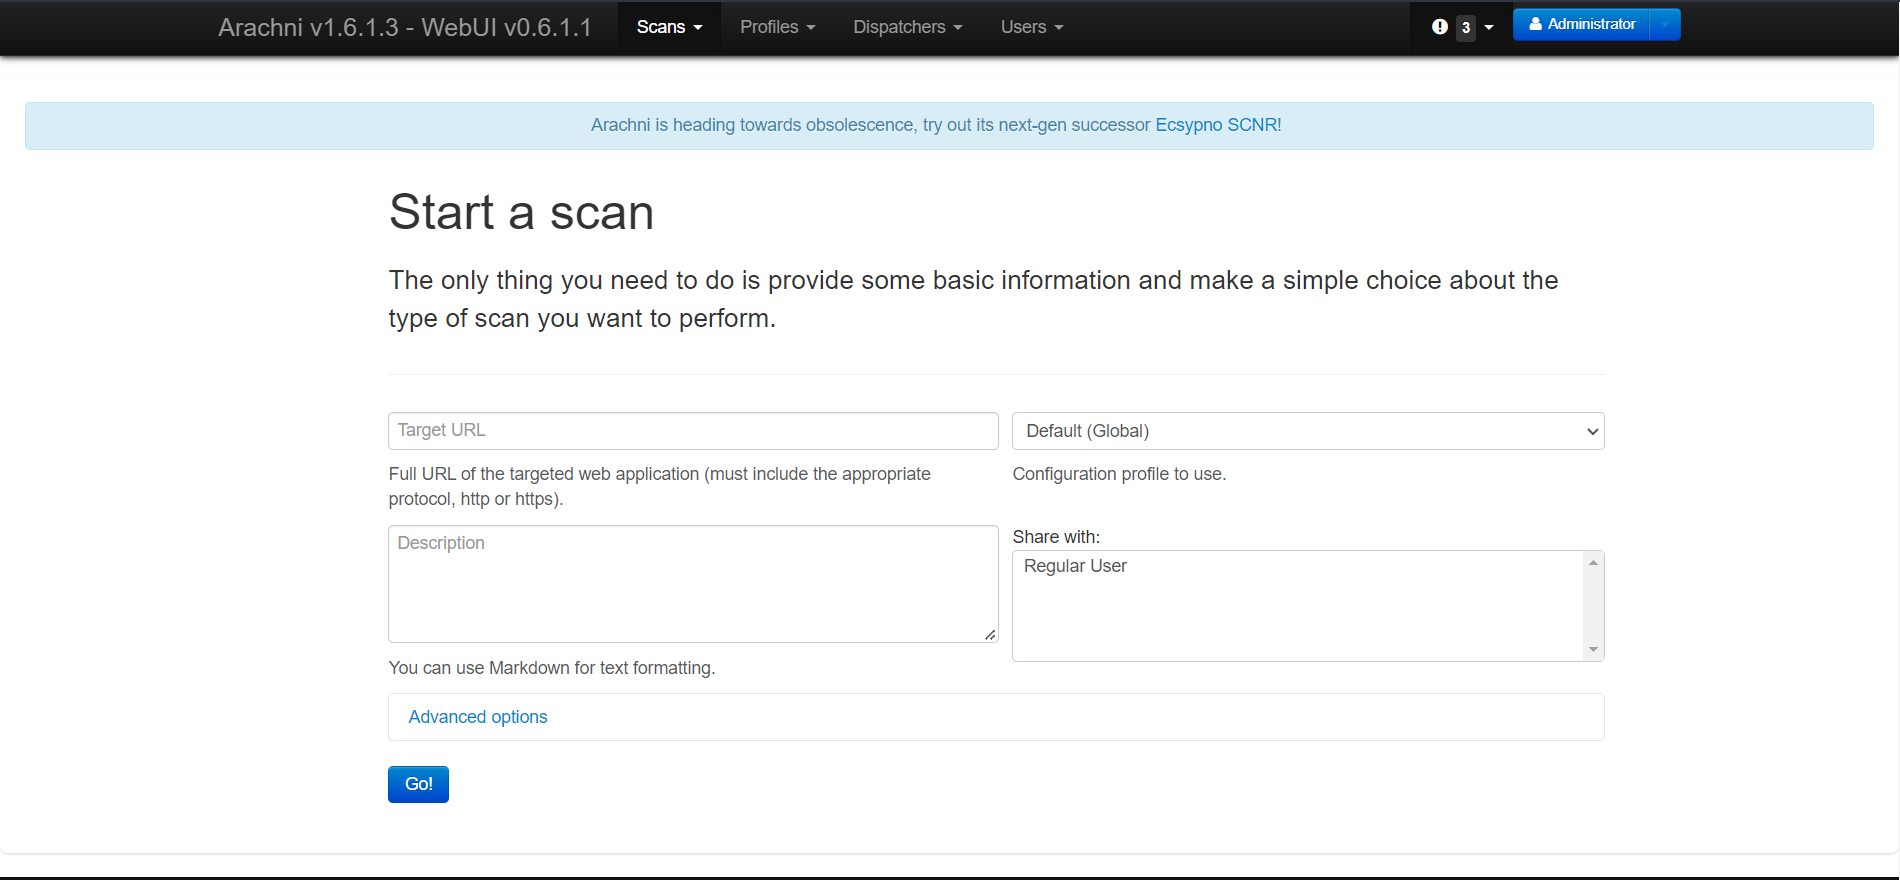 Arachni v1.6.1.3 - WebUI v0.6.1.1 Scans Profiles Dispatchers Users 3 Administrator
Arachni is heading towards obsolescence, try out its next-gen successor Ecsypno SCNR!
Start a scan
The only thing you need to do is provide some basic information and make a simple choice about the
type of scan you want to perform.
Target URL
Default (Global)
Full URL of the targeted web application (must include the appropriate
protocol, http or https).
Configuration profile to use.
Description
Share with:
Regular User
You can use Markdown for text formatting.
Advanced options
Go!